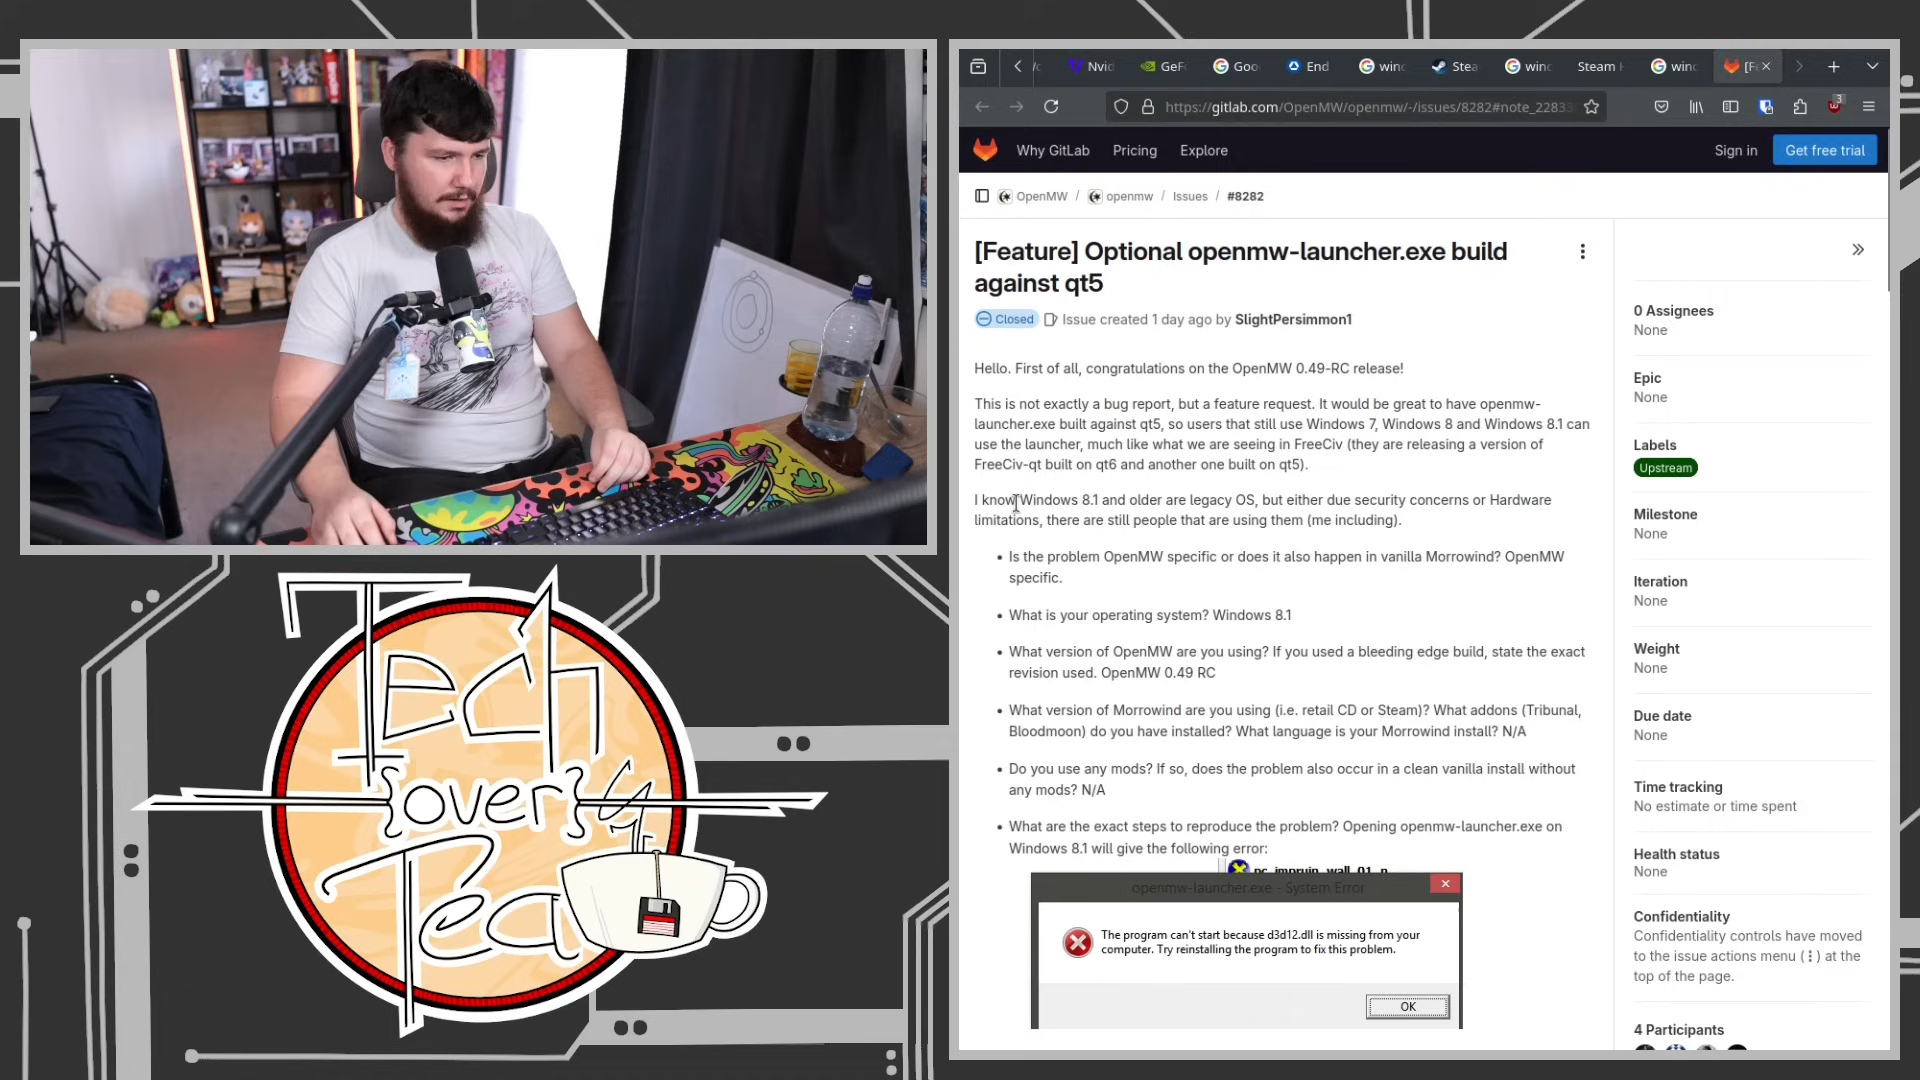 Nvid
GeF
Goo
End
winc
Stea
winc
Steam
winc
[F
https://gitlab.com/OpenMW/openmw/-/issues/8282#note_2283
3
Why GitLab
Pricing
Explore
Sign in
Get free trial
OpenMW / openmw / Issues / #8282
[Feature] Optional openmw-launcher.exe build
against qt5
Closed
Issue created 1 day ago by SlightPersimmon1
Hello. First of all, congratulations on the OpenMW 0.49-RC release!
This is not exactly a bug report, but a feature request. It would be great to have openmw-
launcher.exe built against qt5, so users that still use Windows 7, Windows 8 and Windows 8.1 can
use the launcher, much like what we are seeing in FreeCiv (they are releasing a version of
FreeCiv-qt built on qt6 and another one built on qt5).
I know Windows 8.1 and older are legacy OS, but either due security concerns or Hardware
limitations, there are still people that are using them (me including).
• Is the problem OpenMW specific or does it also happen in vanilla Morrowind? OpenMW
specific.
• What is your operating system? Windows 8.1
• What version of OpenMW are you using? If you used a bleeding edge build, state the exact
revision used. OpenMW 0.49 RC
• What version of Morrowind are you using (i.e. retail CD or Steam)? What addons (Tribunal,
Bloodmoon) do you have installed? What language is your Morrowind install? N/A
• Do you use any mods? If so, does the problem also occur in a clean vanilla install without
any mods? N/A
• What are the exact steps to reproduce the problem? Opening openmw-launcher.exe on
Windows 8.1 will give the following error:
pc_impruin_wall_01_n
openmw-launcher.exe - System Error
The program can't start because d3d12.dll is missing from your
computer. Try reinstalling the program to fix this problem.
OK
0 Assignees
None
Epic
None
Labels
Upstream
Milestone
None
Iteration
None
Weight
None
Due date
None
Time tracking
No estimate or time spent
Health status
None
Confidentiality
Confidentiality controls have moved
to the issue actions menu ( ⋮ ) at the
top of the page.
4 Participants
TEch
{over}
Tea